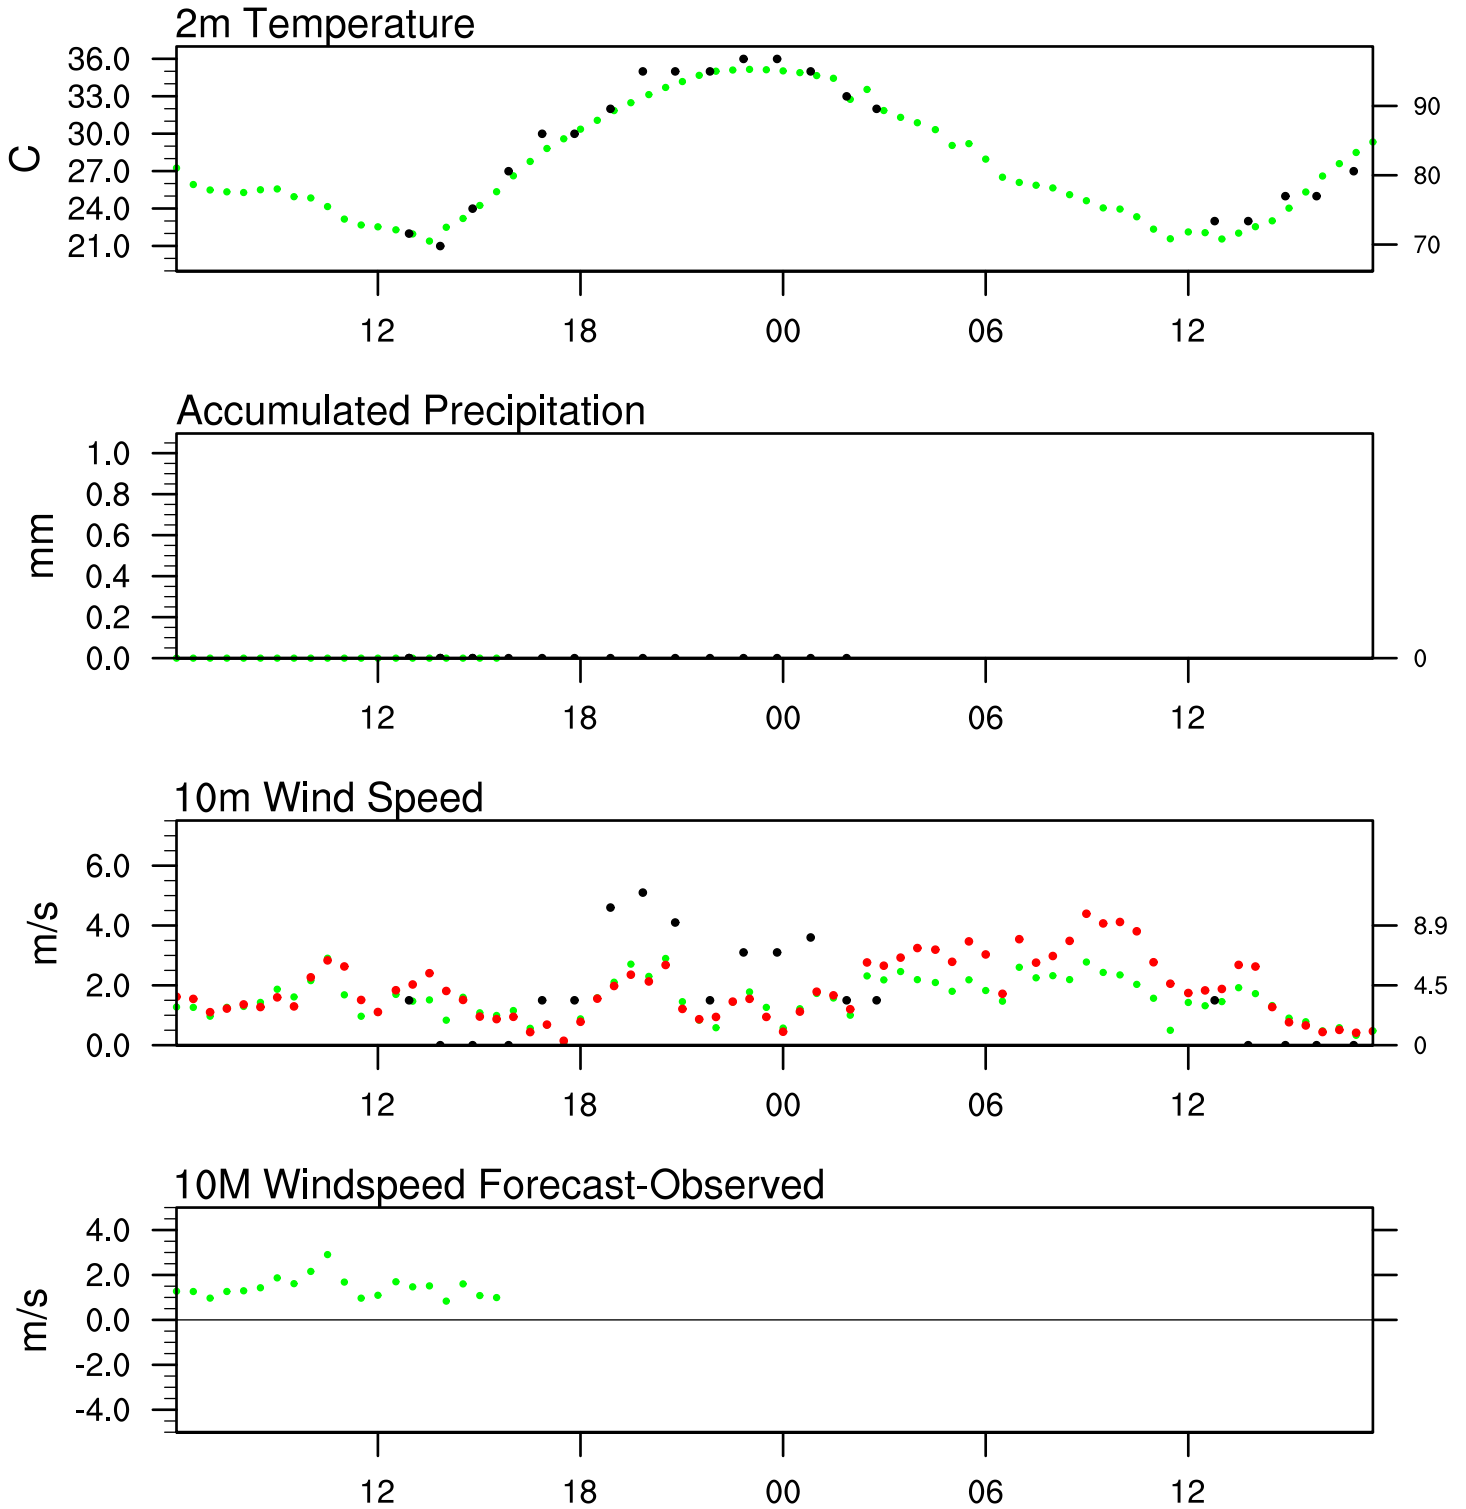 2m Temperature
36.0
33.0
30.0
27.0
24.0
21.0
C
90
80
70
12 18 00 06 12
Accumulated Precipitation
1.0
0.8
0.6
0.4
0.2
0.0
mm
0
12 18 00 06 12
10m Wind Speed
6.0
4.0
2.0
0.0
m/s
8.9
4.5
0
12 18 00 06 12
10M Windspeed Forecast-Observed
4.0
2.0
0.0
-2.0
-4.0
m/s
12 18 00 06 12